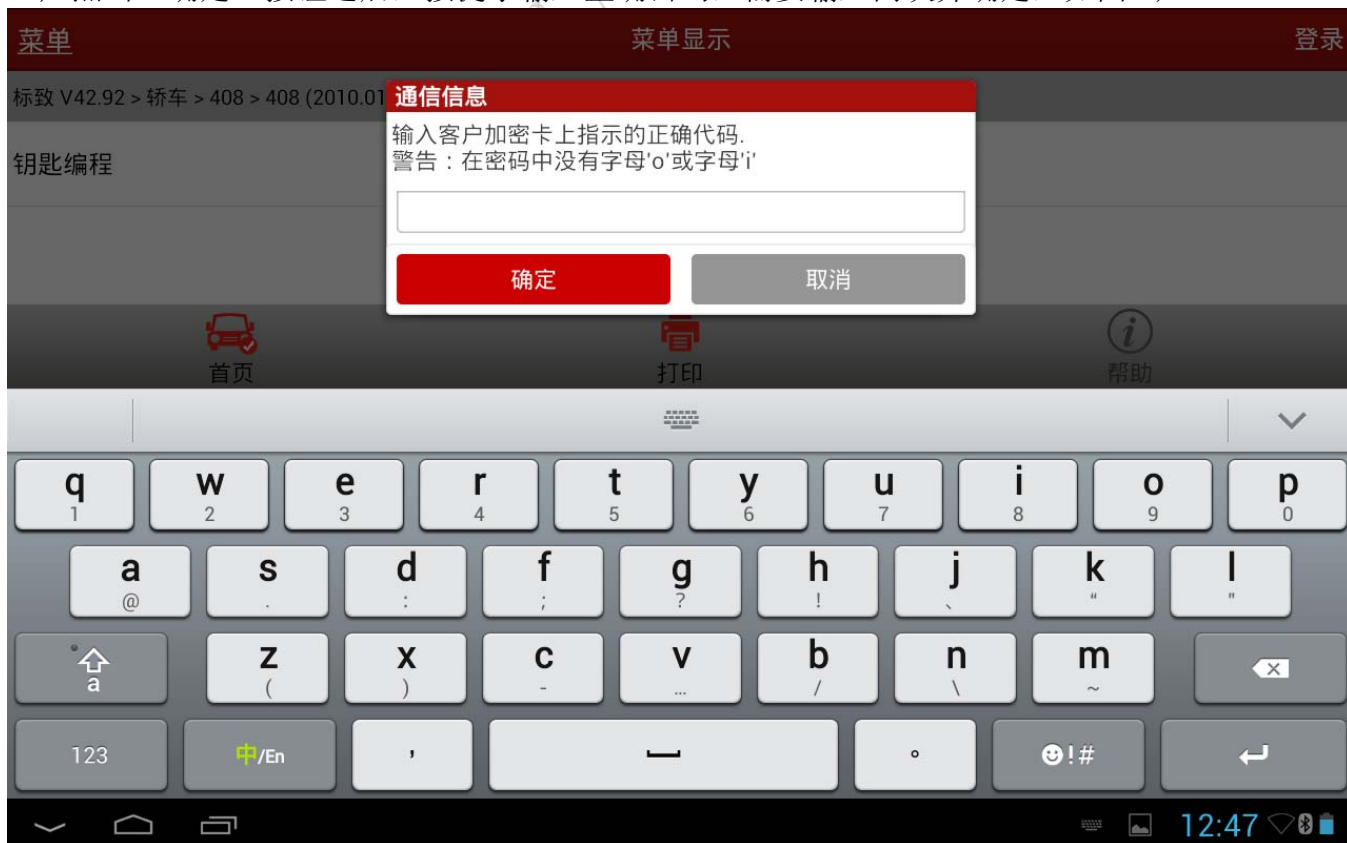 菜单 菜单显示 登录
标致 V42.92 > 轿车 > 408 > 408 (2010.01
通信信息
输入客户加密卡上指示的正确代码.
警告：在密码中没有字母'o'或字母'i'
钥匙编程
确定 取消
首页 打印 帮助
q w e r t y u i o p
1 2 3 4 5 6 7 8 9 0
a s d f g h j k l
@ . : ; ? ! 、 “ "
a z x c v b n m
( ) - ... / \ ~
123 中/En , 。 !#
12:47